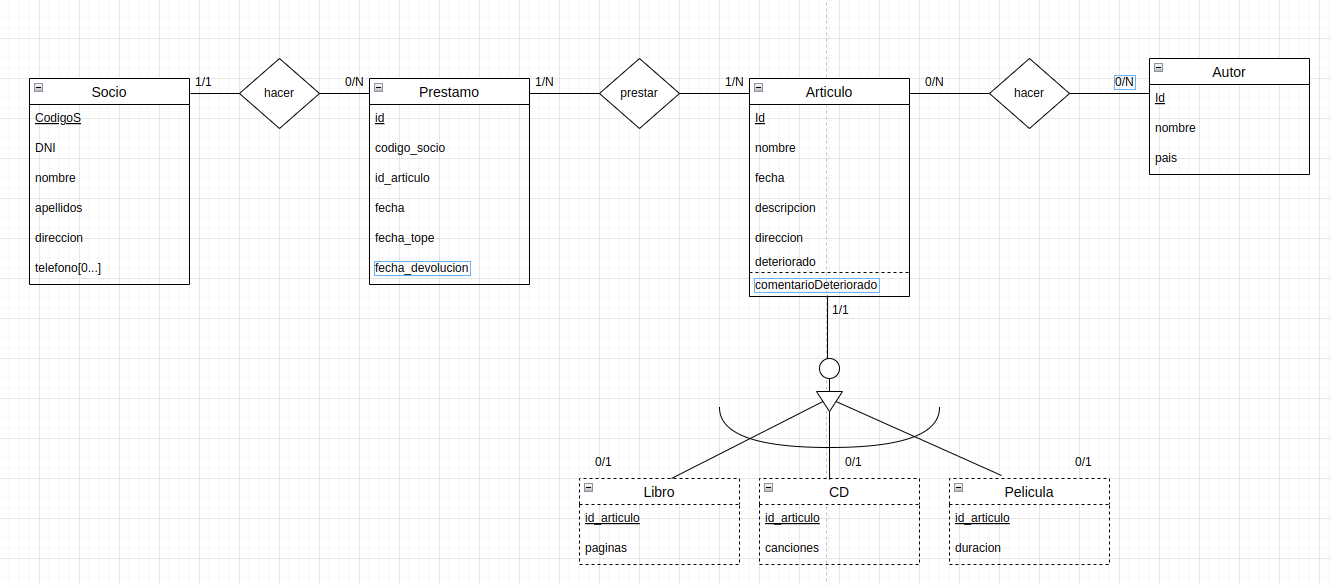 Socio
CodigoS
DNI
nombre
apellidos
direccion
telefono[0...]
1/1
hacer
0/N
Prestamo
id
codigo_socio
id_articulo
fecha
fecha_tope
fecha_devolucion
1/N
prestar
1/N
Articulo
Id
nombre
fecha
descripcion
direccion
deteriorado
comentarioDeteriorado
0/N
hacer
0/N
Autor
Id
nombre
pais
1/1
0/1
0/1
0/1
Libro
id_articulo
paginas
CD
id_articulo
canciones
Pelicula
id_articulo
duracion